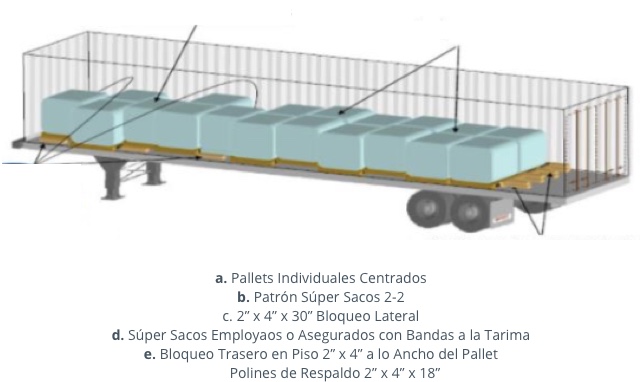 a. Pallets Individuales Centrados
b. Patrón Súper Sacos 2-2
c. 2” x 4” x 30” Bloqueo Lateral
d. Súper Sacos Employaos o Asegurados con Bandas a la Tarima
e. Bloqueo Trasero en Piso 2” x 4” a lo Ancho del Pallet
Polines de Respaldo 2” x 4” x 18”